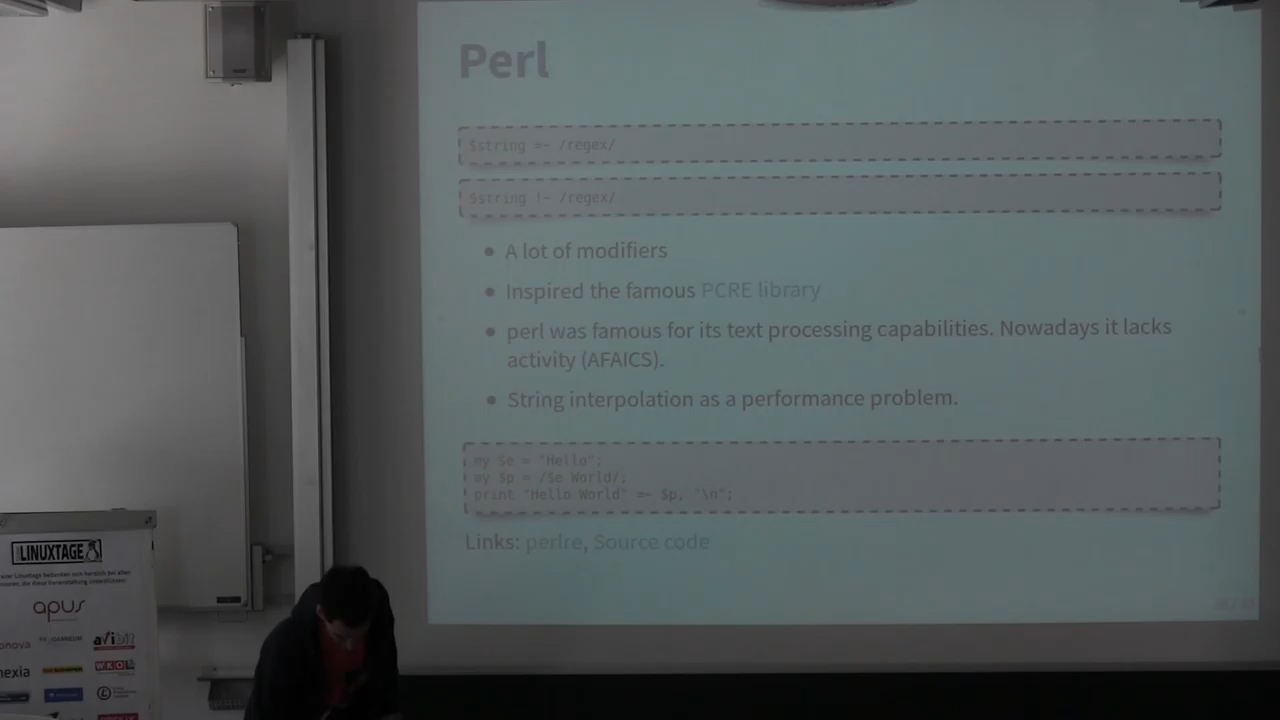 Perl
$string =~ /regex/
$string !~ /regex/
A lot of modifiers
Inspired the famous PCRE library
perl was famous for its text processing capabilities. Nowadays it lacks
activity (AFAICS).
String interpolation as a performance problem.
my $e = "Hello";
my $p = /$e World/;
print "Hello World" =~ $p, "\n";
Links: perlre, Source code
LINUXTAGE
apus
avibit
WKO